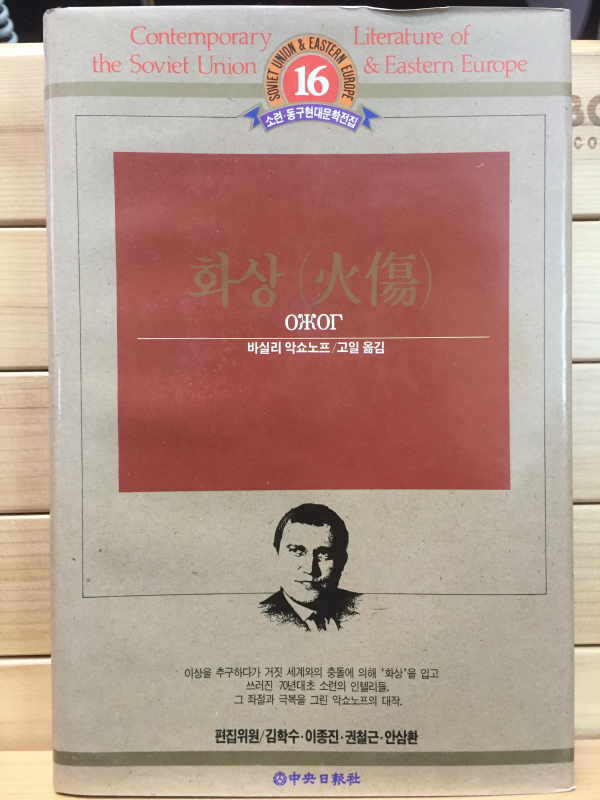 Contemporary Literature of
the Soviet Union & Eastern Europe
SOVIET UNION & EASTERN EUROPE
16
소련·동구현대문학전집
화상(火傷)
ОЖОГ
바실리 악쇼노프/고일 옮김
이상을 추구하다가 거짓 세계와의 충돌에 의해 '화상'을 입고
쓰러진 70년대초 소련의 인텔리들.
그 좌절과 극복을 그린 악쇼노프의 대작.
편집위원/김학수·이종진·권철근·안삼환
中央日報社
CO